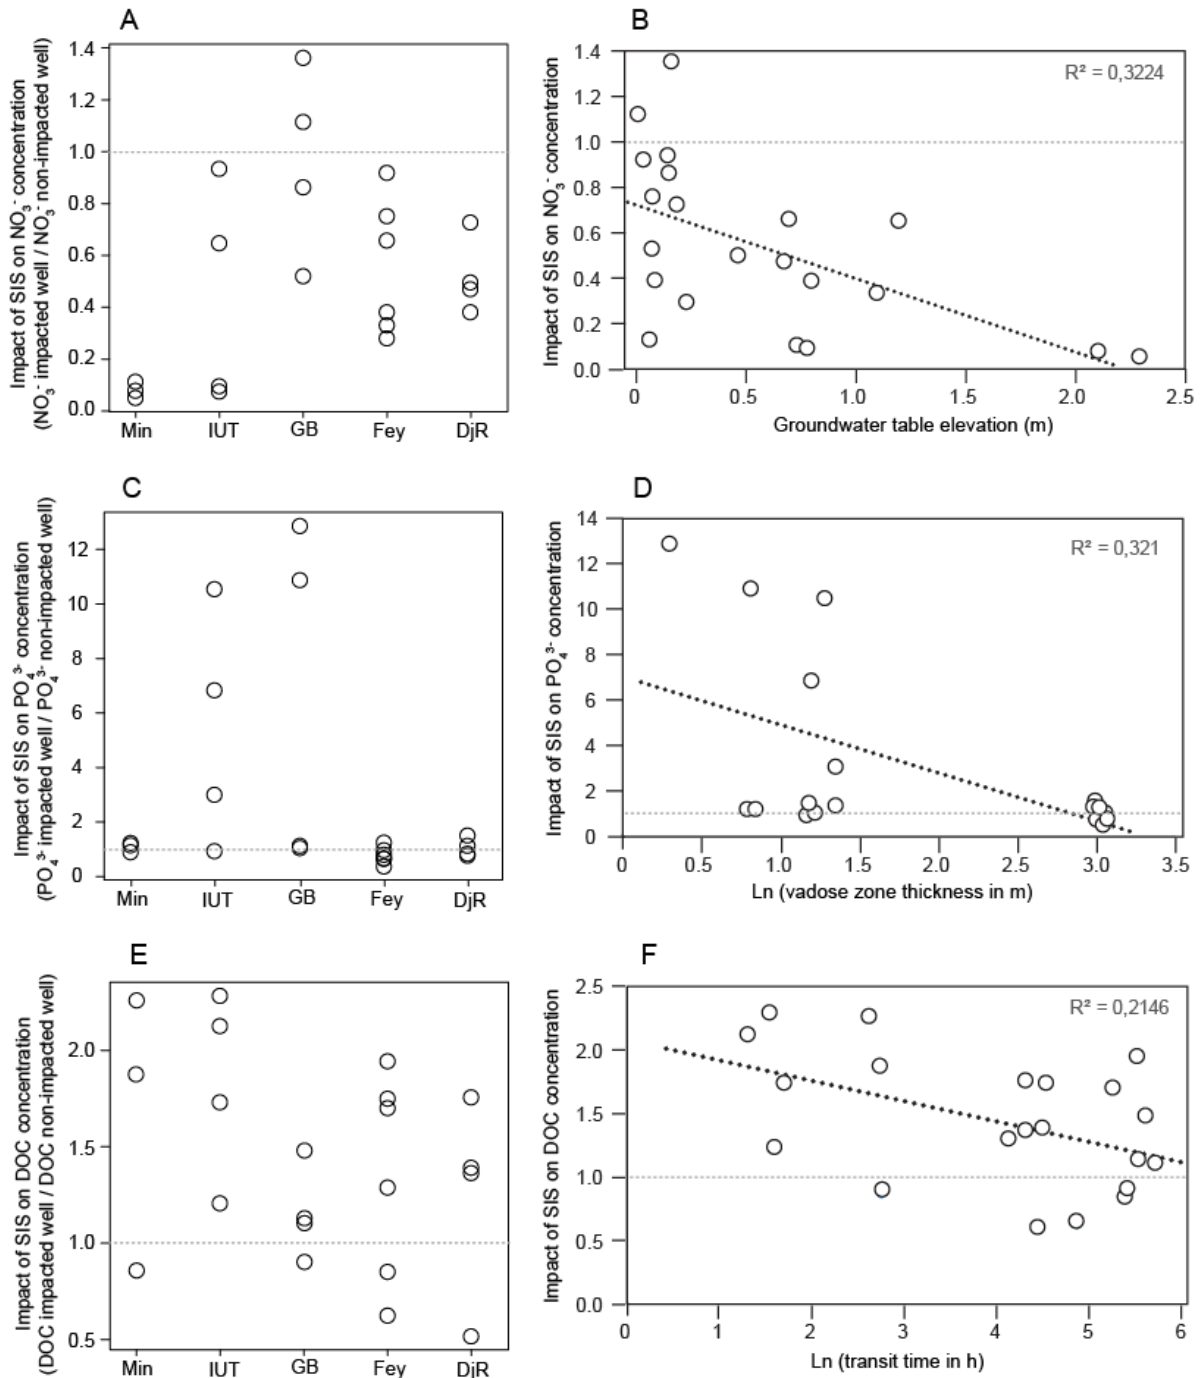 A
Impact of SIS on NO₃⁻ concentration
(NO₃⁻ impacted well / NO₃⁻ non-impacted well)
1.4
1.2
1.0
0.8
0.6
0.4
0.2
0.0
Min IUT GB Fey DjR
B
Impact of SIS on NO₃⁻ concentration
1.4
1.2
1.0
0.8
0.6
0.4
0.2
0.0
R² = 0,3224
0 0.5 1.0 1.5 2.0 2.5
Groundwater table elevation (m)
C
Impact of SIS on PO₄³⁻ concentration
(PO₄³⁻ impacted well / PO₄³⁻ non-impacted well)
12
10
8
6
4
2
0
Min IUT GB Fey DjR
D
Impact of SIS on PO₄³⁻ concentration
14
12
10
8
6
4
2
0
R² = 0,321
0 0.5 1.0 1.5 2.0 2.5 3.0 3.5
Ln (vadose zone thickness in m)
E
Impact of SIS on DOC concentration
(DOC impacted well / DOC non-impacted well)
2.0
1.5
1.0
0.5
Min IUT GB Fey DjR
F
Impact of SIS on DOC concentration
2.5
2.0
1.5
1.0
0.5
0.0
R² = 0,2146
0 1 2 3 4 5 6
Ln (transit time in h)